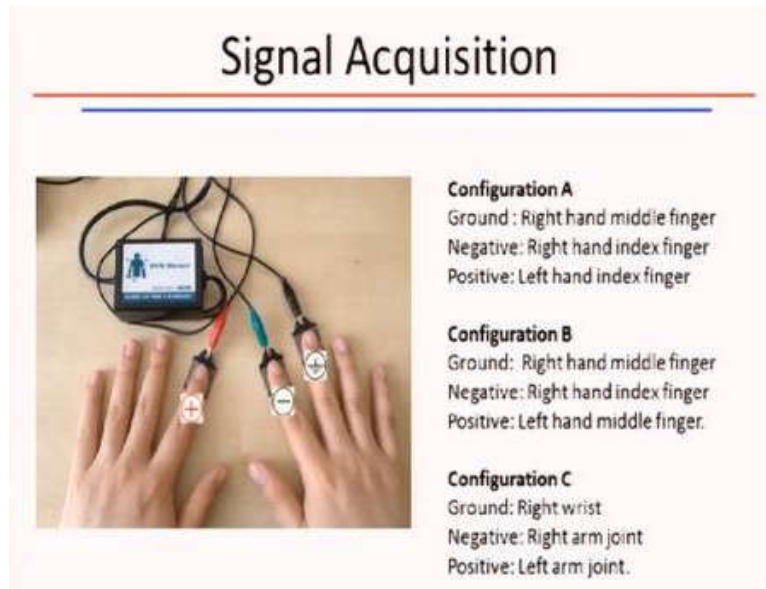 Signal Acquisition
Configuration A
Ground : Right hand middle finger
Negative: Right hand index finger
Positive: Left hand index finger
Configuration B
Ground: Right hand middle finger
Negative: Right hand index finger
Positive: Left hand middle finger.
Configuration C
Ground: Right wrist
Negative: Right arm joint
Positive: Left arm joint.